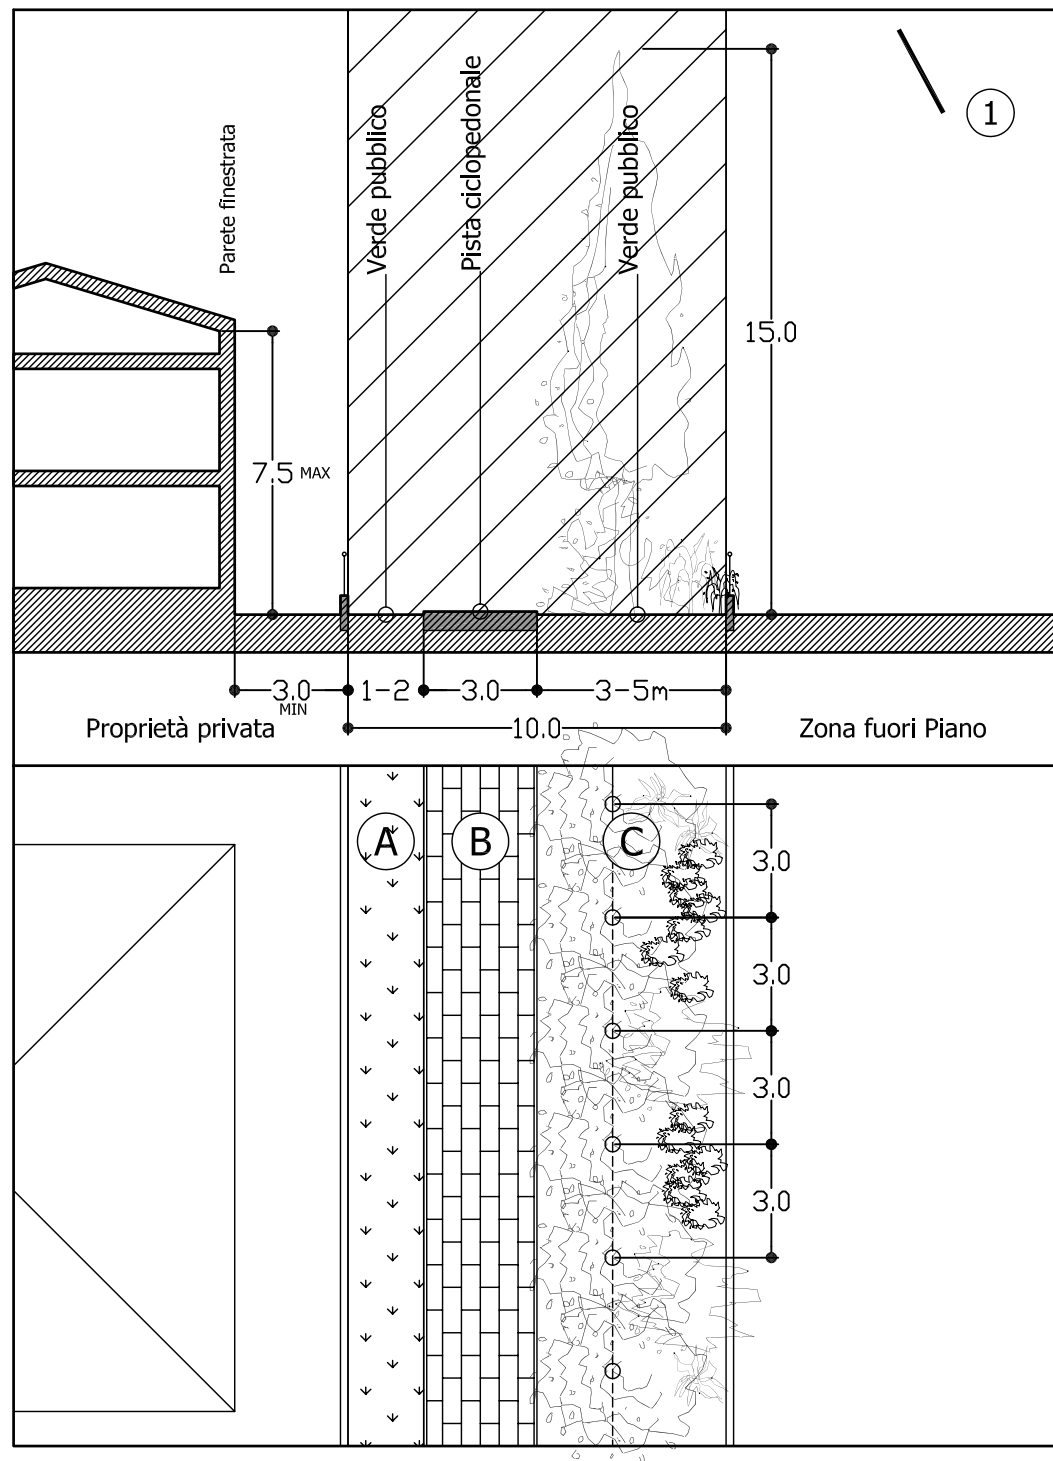 Parete finestrata
Verde pubblico
Pista ciclopedonale
Verde pubblico
1
15.0
7.5 MAX
3.0
MIN
1-2
3.0
3-5m
10.0
Proprietà privata
Zona fuori Piano
A
B
C
3.0
3.0
3.0
3.0